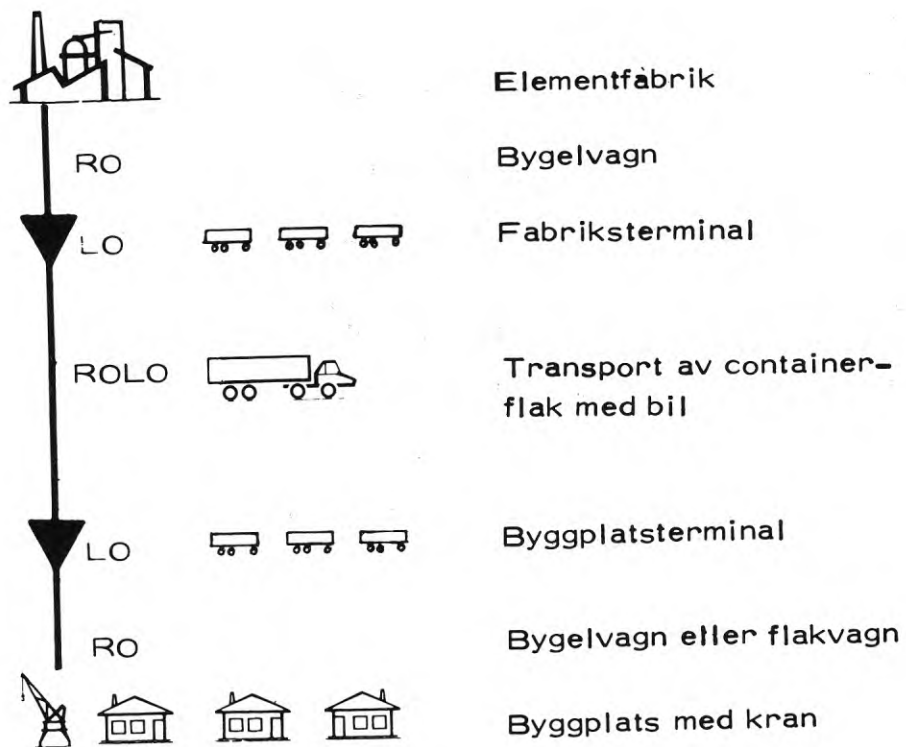 Elementfabrik
RO Bygelvagn
LO Fabriksterminal
ROLO Transport av container-
flak med bil
LO Byggplatsterminal
RO Bygelvagn eller flakvagn
Byggplats med kran